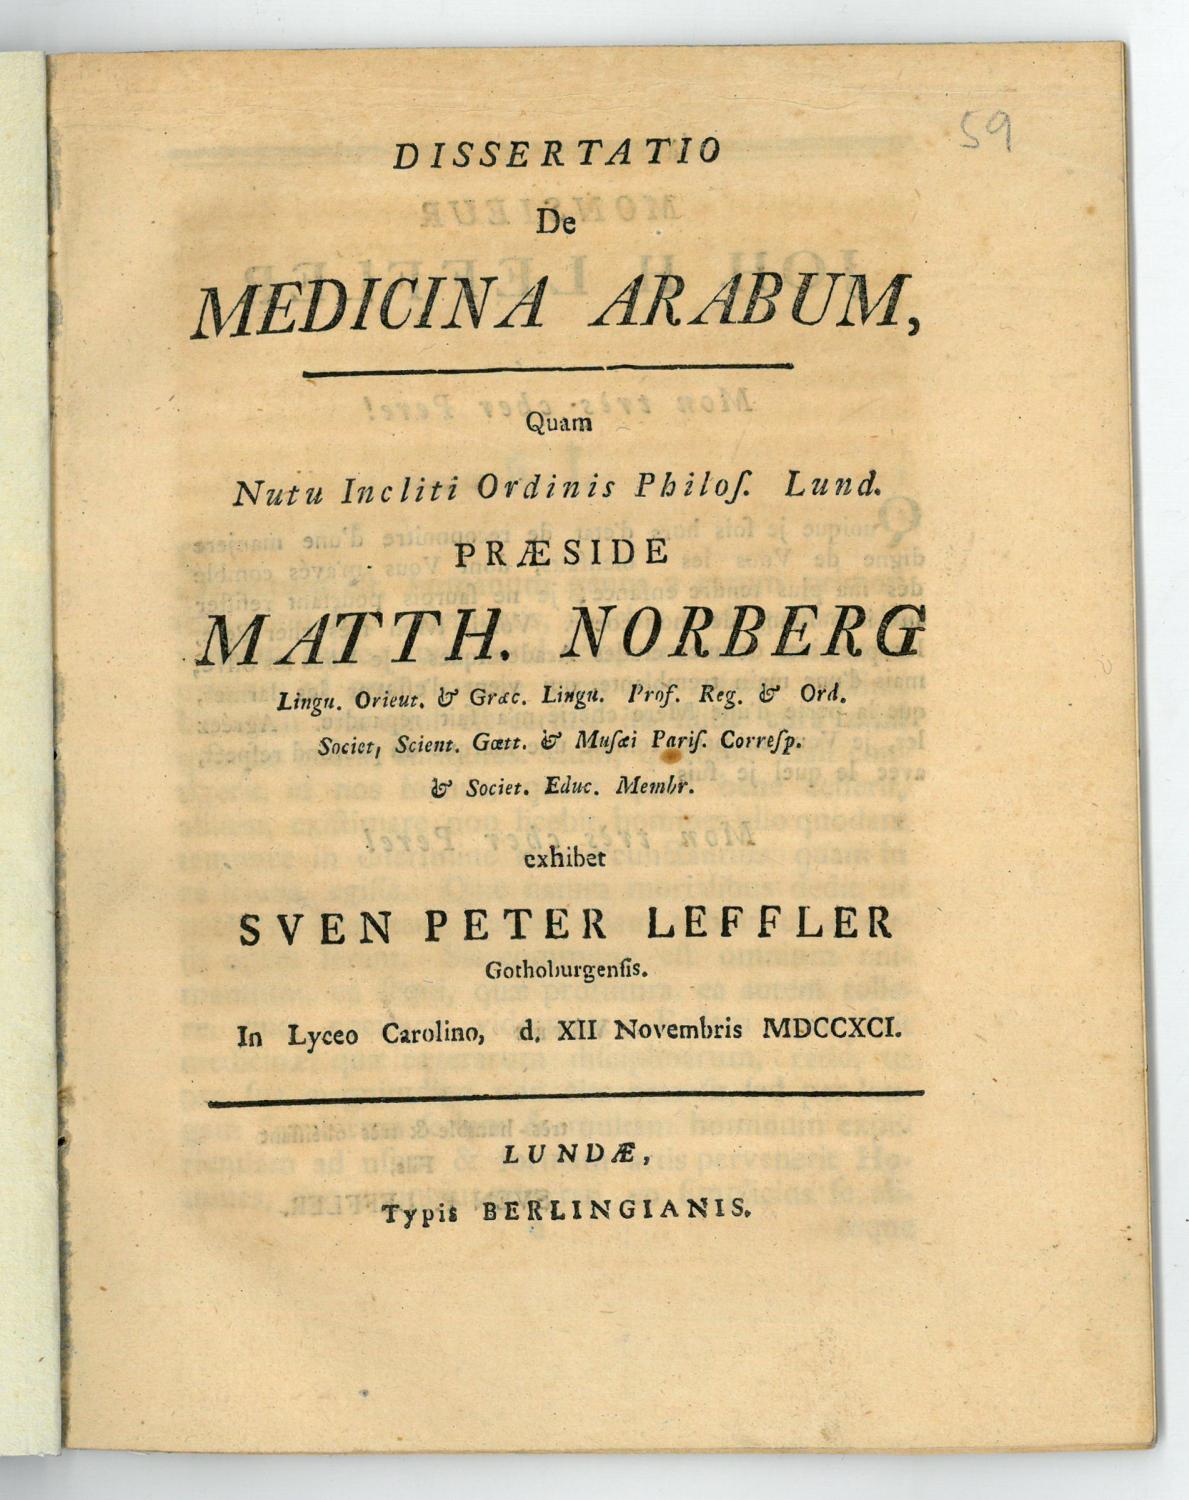 59
DISSERTATIO
De
MEDICINA ARABUM,
Quam
Nutu Incliti Ordinis Philoſ. Lund.
PRÆSIDE
MATTH. NORBERG
Lingu. Orient. & Græc. Lingu. Prof. Reg. & Ord.
Societ, Scient. Gœtt. & Muſæi Pariſ. Correſp.
& Societ. Educ. Membr.
exhibet
SVEN PETER LEFFLER
Gothoburgenſis.
In Lyceo Carolino, d. XII Novembris MDCCXCI.
LUNDÆ,
Typis BERLINGIANIS.